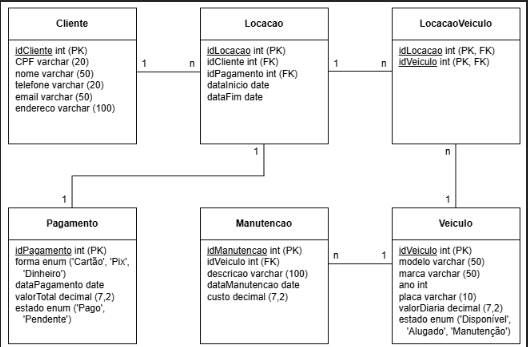 Cliente
idCliente int (PK)
CPF varchar (20)
nome varchar (50)
telefone varchar (20)
email varchar (50)
endereco varchar (100)
1
n
Locacao
idLocacao int (PK)
idCliente int (FK)
idPagamento int (FK)
dataInicio date
dataFim date
1
n
LocacaoVeiculo
idLocacao int (PK, FK)
idVeiculo int (PK, FK)
1
1
n
1
Pagamento
idPagamento int (PK)
forma enum ('Cartão', 'Pix',
'Dinheiro')
dataPagamento date
valorTotal decimal (7,2)
estado enum ('Pago',
'Pendente')
Manutencao
idManutencao int (PK)
idVeiculo int (FK)
descricao varchar (100)
dataManutencao date
custo decimal (7,2)
n
1
Veiculo
idVeiculo int (PK)
modelo varchar (50)
marca varchar (50)
ano int
placa varchar (10)
valorDiaria decimal (7,2)
estado enum ('Disponível',
'Alugado', 'Manutenção')